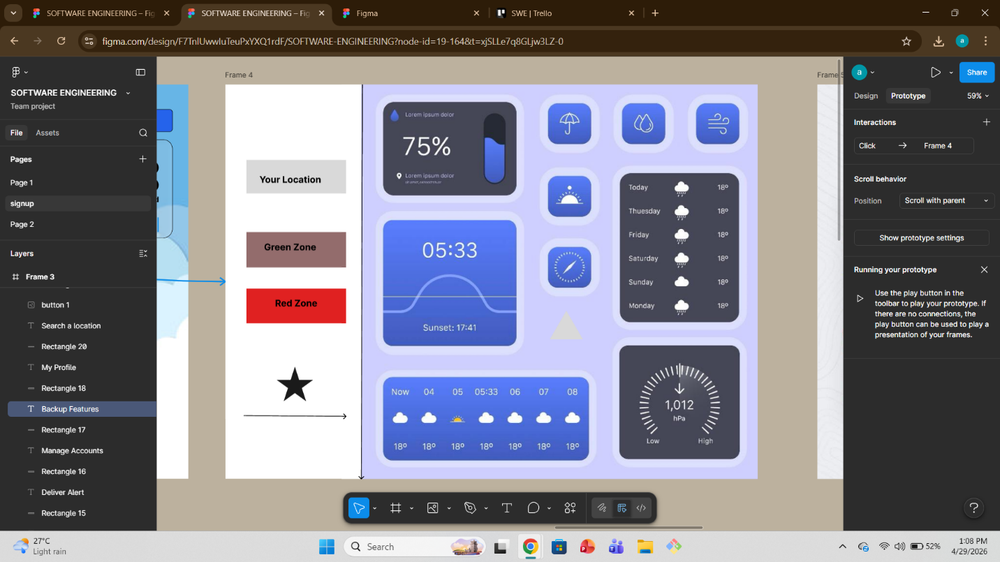 SOFTWARE ENGINEERING – Fig
SOFTWARE ENGINEERING – Fig
Figma
SWE | Trello
figma.com/design/F7TnlUwwIuTeuPxYXQ1rdF/SOFTWARE-ENGINEERING?node-id=19-164&t=xjSLLe7q8GLjw3LZ-0
a
SOFTWARE ENGINEERING
Team project
File
Assets
Pages
Page 1
signup
Page 2
Layers
Frame 3
button 1
Search a location
Rectangle 20
My Profile
Rectangle 18
Backup Features
Rectangle 17
Manage Accounts
Rectangle 16
Deliver Alert
Rectangle 15
Frame 4
Your Location
Green Zone
Red Zone
Lorem ipsum dolor
75%
Lorem ipsum dolor
05:33
Sunset: 17:41
Now 04 05 05:33 06 07 08
18º 18º 18º 18º 18º 18º 18º
Today 18º
Thuesday 18º
Friday 18º
Saturday 18º
Sunday 18º
Monday 18º
1,012
hPa
Low High
Frame 5
a
Share
Design
Prototype
59%
Interactions
Click
Frame 4
Scroll behavior
Position
Scroll with parent
Show prototype settings
Running your prototype
Use the play button in the
toolbar to play your prototype. If
there are no connections, the
play button can be used to play a
presentation of your frames.
?
27°C
Light rain
Search
52%
1:08 PM
4/29/2026